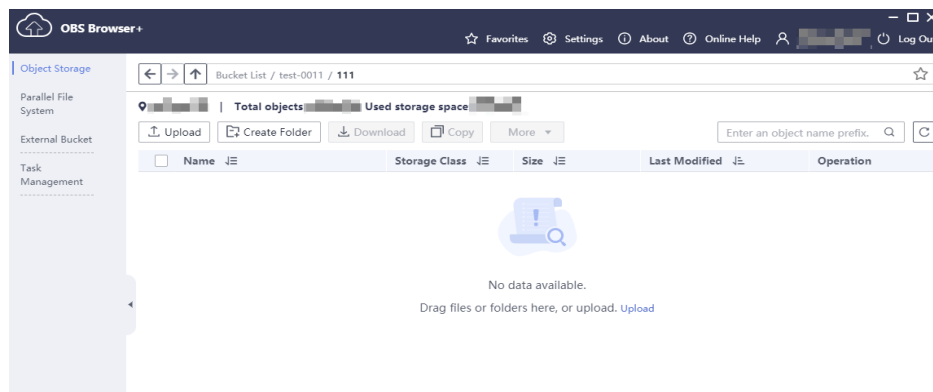 OBS Browser+
Favorites Settings About Online Help Log Ou
Object Storage
Parallel File
System
External Bucket
Task
Management
Bucket List / test-0011 / 111
| Total objects Used storage space
Upload Create Folder Download Copy More Enter an object name prefix.
Name Storage Class Size Last Modified Operation
No data available.
Drag files or folders here, or upload. Upload